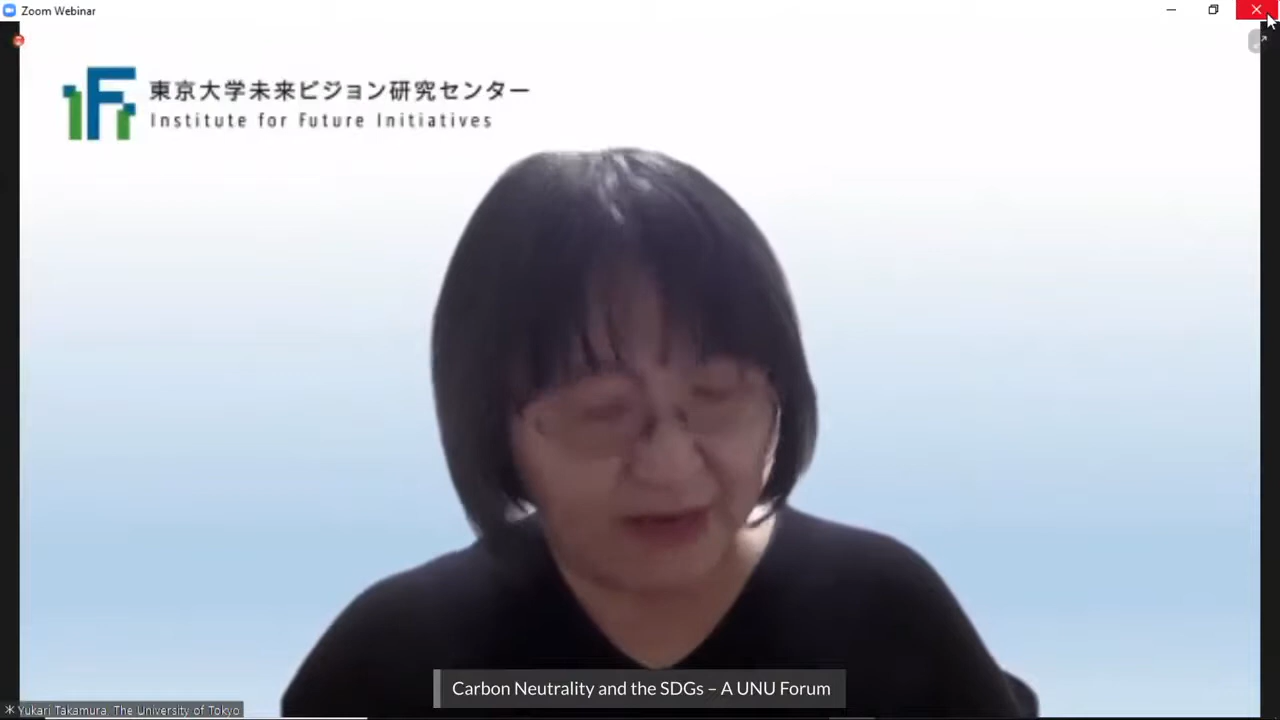 Zoom Webinar
東京大学未来ビジョン研究センター
Institute for Future Initiatives
Carbon Neutrality and the SDGs – A UNU Forum
Yukari Takamura, The University of Tokyo